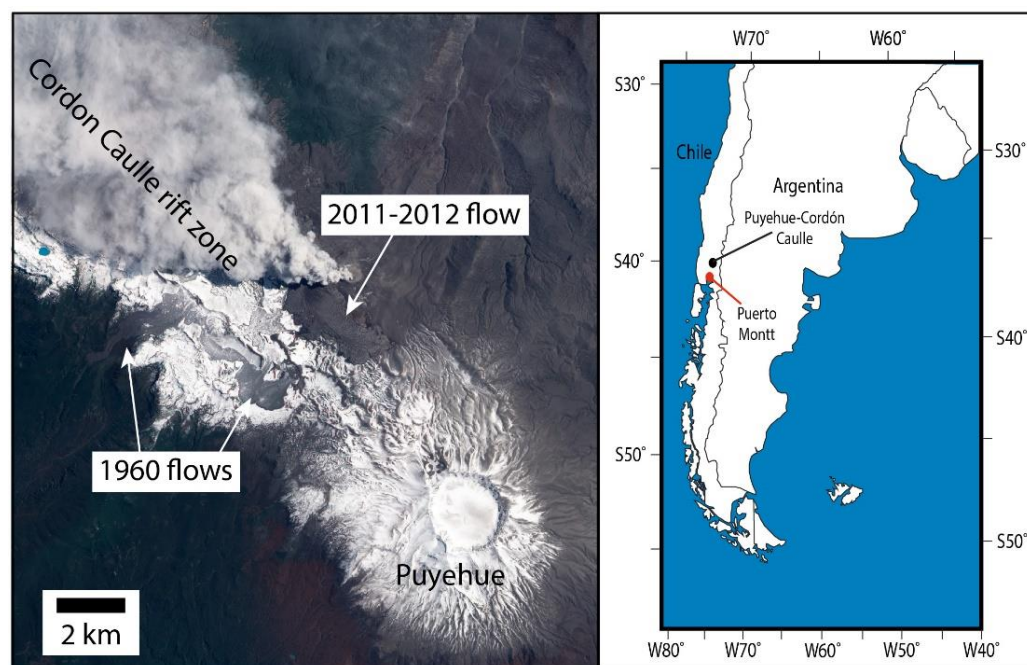 Cordon Caulle rift zone
2011-2012 flow
1960 flows
Puyehue
2 km
W70°
W60°
S30°
S40°
S50°
Chile
Argentina
Puyehue-Cordón
Caulle
Puerto
Montt
S30°
S40°
S50°
W80°
W70°
W60°
W50°
W40°